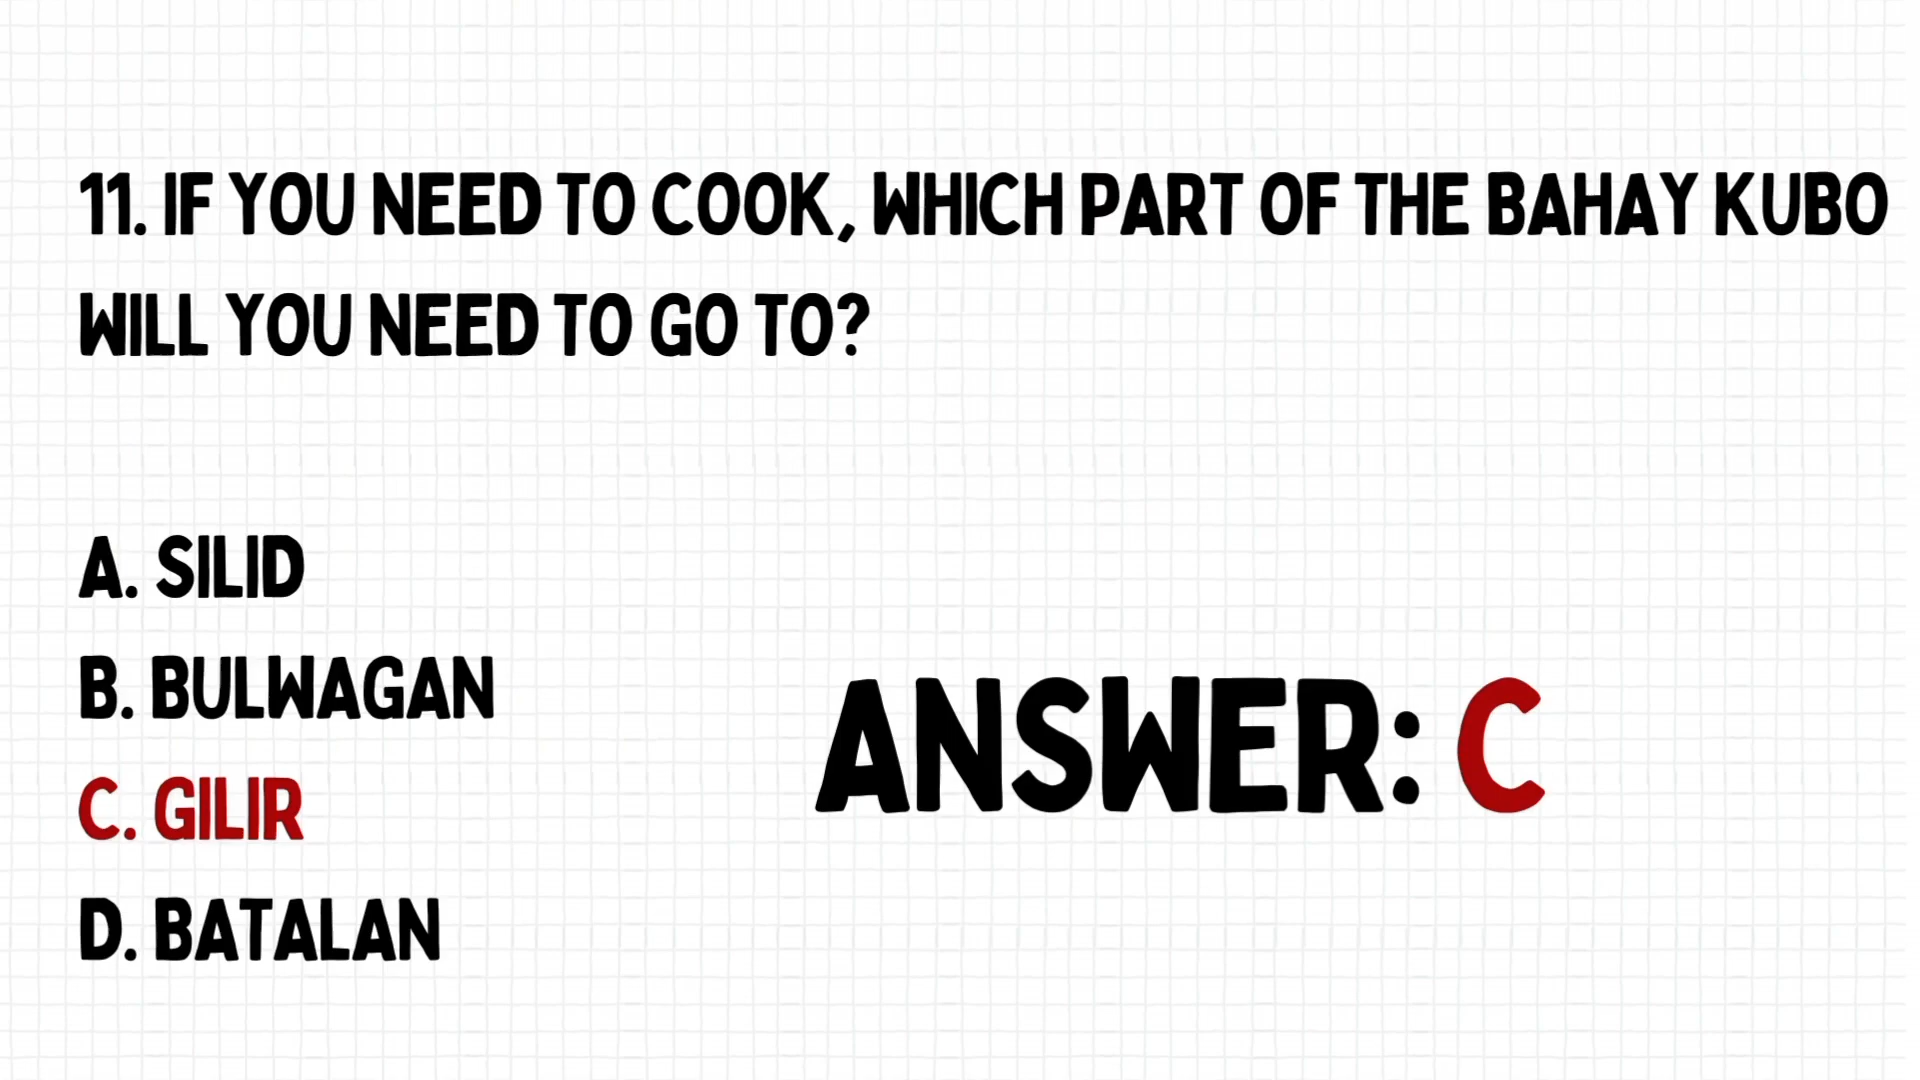 11. IF YOU NEED TO COOK, WHICH PART OF THE BAHAY KUBO
WILL YOU NEED TO GO TO?
A. SILID
B. BULWAGAN
C. GILIR
D. BATALAN
ANSWER: C